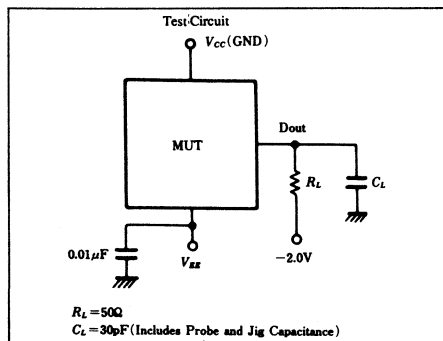 Test Circuit
VCC (GND)
Dout
MUT
RL
CL
0.01μF
VEE
−2.0V
RL=50Ω
CL=30pF(Includes Probe and Jig Capacitance)